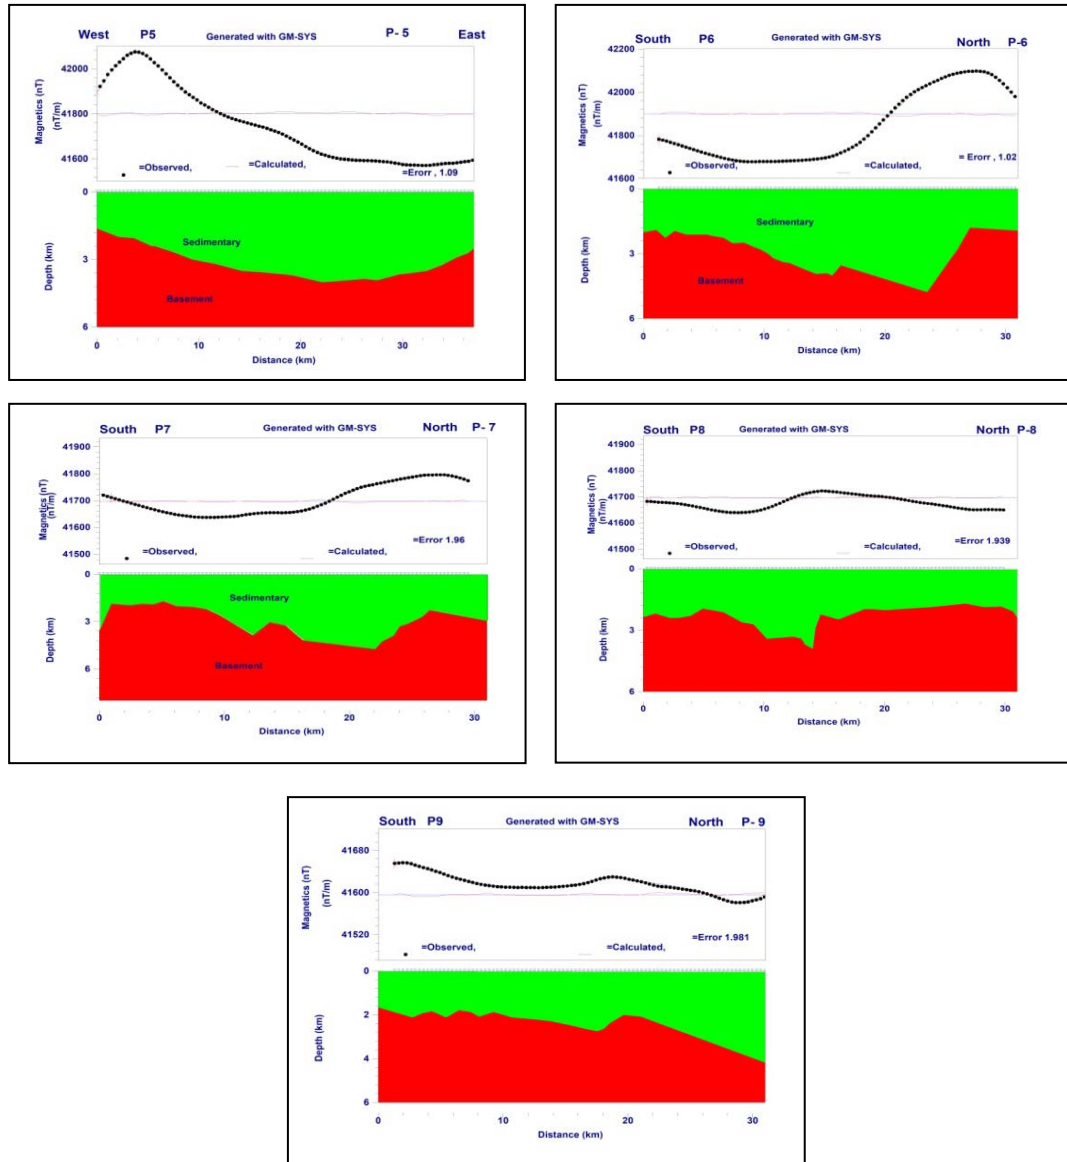 West P5 Generated with GM-SYS P- 5 East
Magnetics (nT)
(nT/m)
42000
41800
41600
=Observed, =Calculated, =Erorr , 1.09
Depth (km)
0
3
6
Sedimentary
Basement
0 10 20 30
Distance (km)
South P6 Generated with GM-SYS North P-6
Magnetics (nT)
(nT/m)
42200
42000
41800
41600
= Erorr , 1.02
=Observed, =Calculated,
Depth (km)
0
3
6
Sedimentary
Basement
0 10 20 30
Distance (km)
South P7 Generated with GM-SYS North P- 7
Magnetics (nT)
(nT/m)
41900
41800
41700
41600
41500
=Error 1.96
=Observed, =Calculated,
Depth (km)
0
3
6
Sedimentary
Basement
0 10 20 30
Distance (km)
South P8 Generated with GM-SYS North P-8
Magnetics (nT)
(nT/m)
41900
41800
41700
41600
41500
=Observed, =Calculated, =Error 1.939
Depth (km)
0
3
6
0 10 20 30
Distance (km)
South P9 Generated with GM-SYS North P- 9
Magnetics (nT)
(nT/m)
41680
41600
41520
=Error 1.981
=Observed, =Calculated,
Depth (km)
0
2
4
6
0 10 20 30
Distance (km)